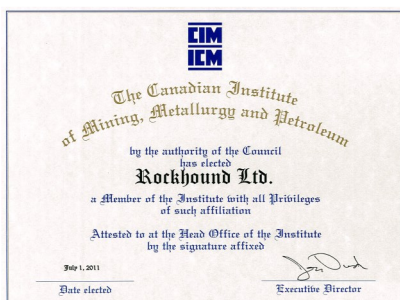 CIM
ICM
The Canadian Institute
of Mining, Metallurgy and Petroleum
by the authority of the Council
has elected
Rockhound Ltd.
a Member of the Institute with all Privileges
of such affiliation
Attested to at the Head Office of the Institute
by the signature affixed
July 1, 2011
Date elected
Executive Director